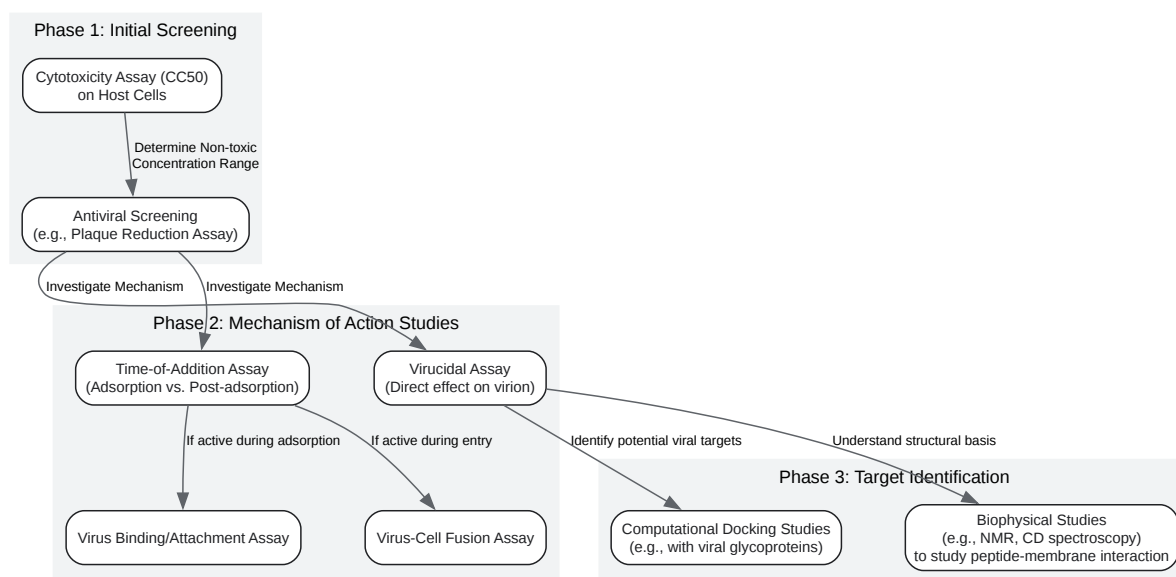 Phase 1: Initial Screening
Cytotoxicity Assay (CC50)
on Host Cells
Determine Non-toxic
Concentration Range
Antiviral Screening
(e.g., Plaque Reduction Assay)
Investigate Mechanism
Investigate Mechanism
Phase 2: Mechanism of Action Studies
Time-of-Addition Assay
(Adsorption vs. Post-adsorption)
Virucidal Assay
(Direct effect on virion)
If active during adsorption
If active during entry
Identify potential viral targets
Understand structural basis
Phase 3: Target Identification
Virus Binding/Attachment Assay
Virus-Cell Fusion Assay
Computational Docking Studies
(e.g., with viral glycoproteins)
Biophysical Studies
(e.g., NMR, CD spectroscopy)
to study peptide-membrane interaction